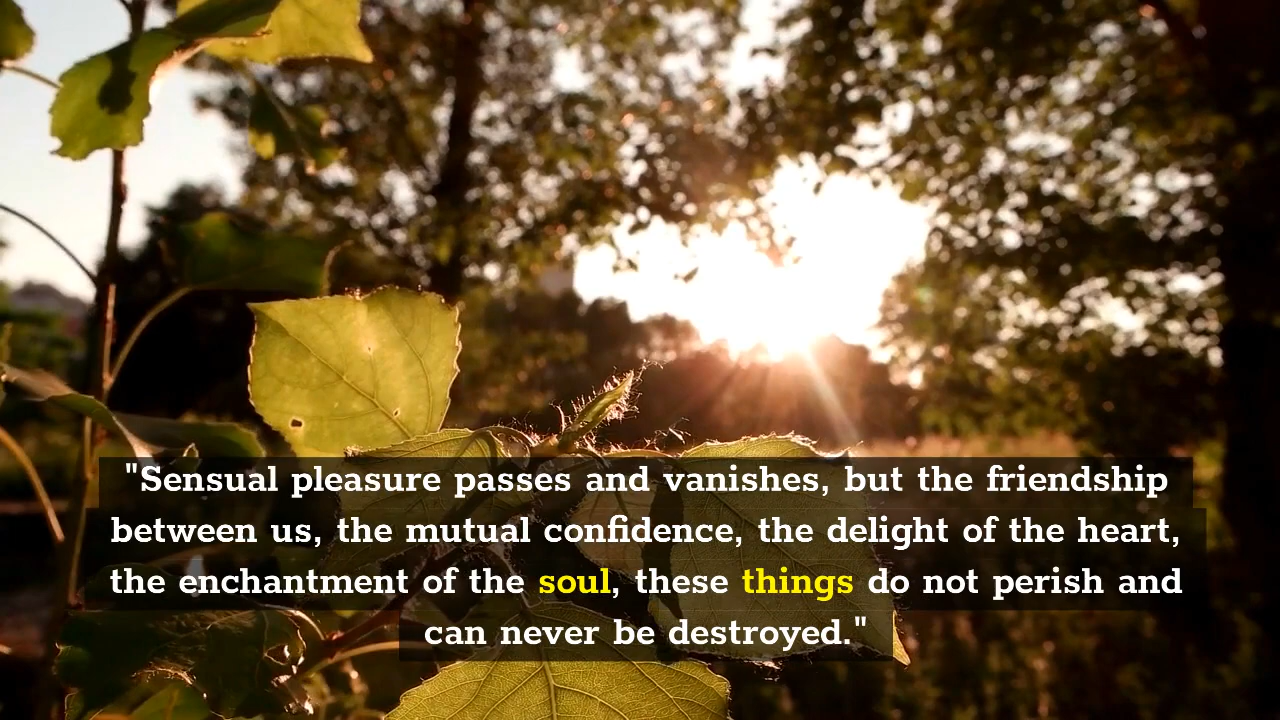 "Sensual pleasure passes and vanishes, but the friendship
between us, the mutual confidence, the delight of the heart,
the enchantment of the soul, these things do not perish and
can never be destroyed."